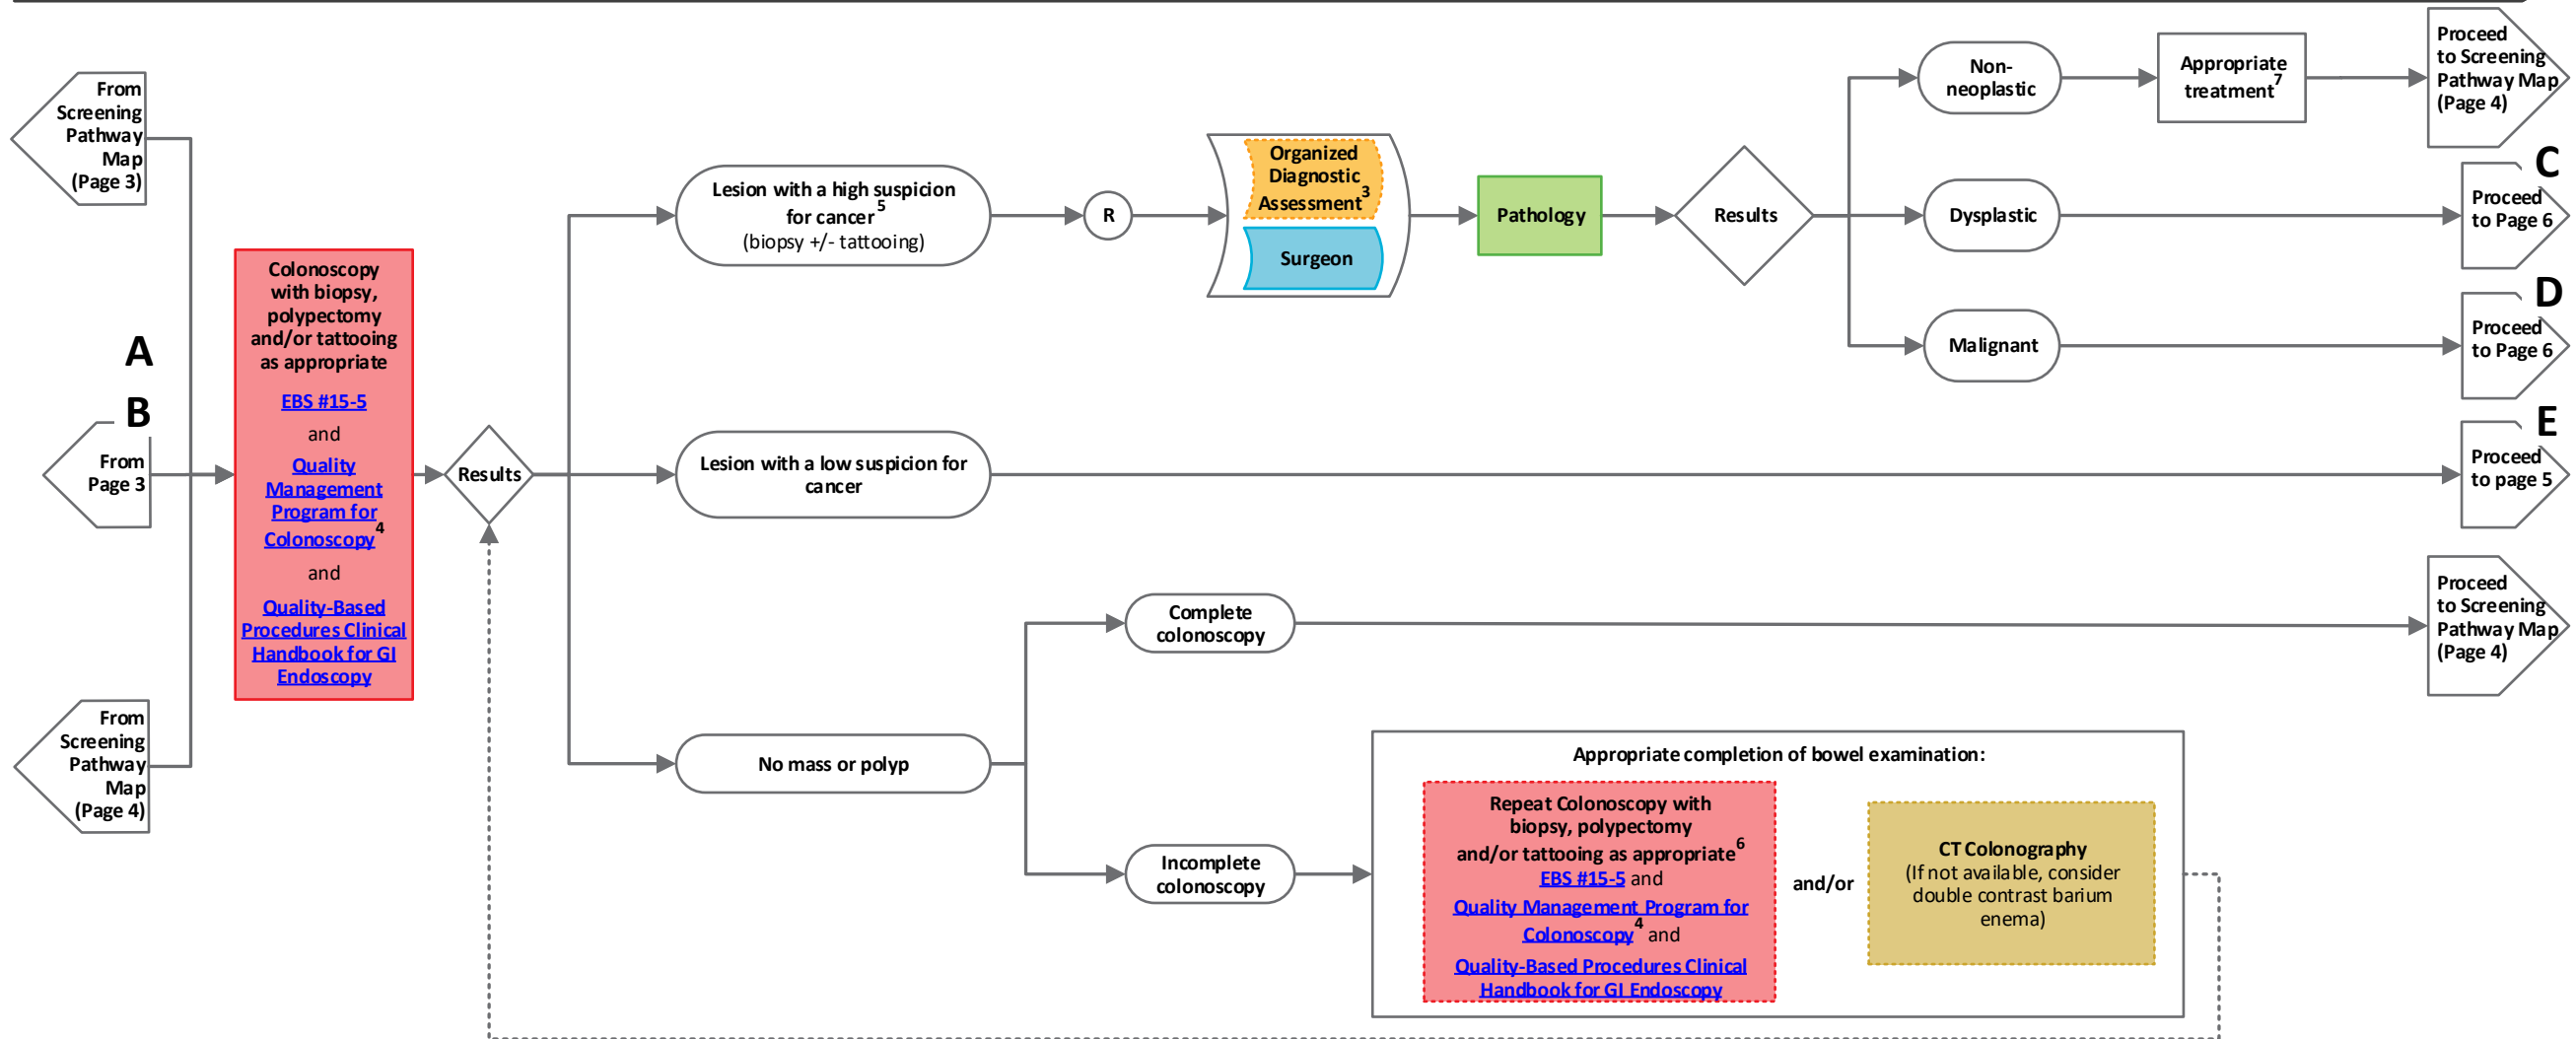 From
Screening
Pathway
Map
(Page 3)
A
B
From
Page 3
From
Screening
Pathway
Map
(Page 4)
Colonoscopy
with biopsy,
polypectomy
and/or tattooing
as appropriate
EBS #15-5
and
Quality
Management
Program for
Colonoscopy4
and
Quality-Based
Procedures Clinical
Handbook for GI
Endoscopy
Results
Lesion with a high suspicion
for cancer5
(biopsy +/- tattooing)
R
Organized
Diagnostic
Assessment3
Surgeon
Pathology
Results
Non-
neoplastic
Appropriate
treatment7
Proceed
to Screening
Pathway Map
(Page 4)
Dysplastic
C
Proceed
to Page 6
Malignant
D
Proceed
to Page 6
Lesion with a low suspicion for
cancer
E
Proceed
to page 5
No mass or polyp
Complete
colonoscopy
Proceed
to Screening
Pathway Map
(Page 4)
Incomplete
colonoscopy
Appropriate completion of bowel examination:
Repeat Colonoscopy with
biopsy, polypectomy
and/or tattooing as appropriate6
EBS #15-5 and
Quality Management Program for
Colonoscopy4 and
Quality-Based Procedures Clinical
Handbook for GI Endoscopy
and/or
CT Colonography
(If not available, consider
double contrast barium
enema)